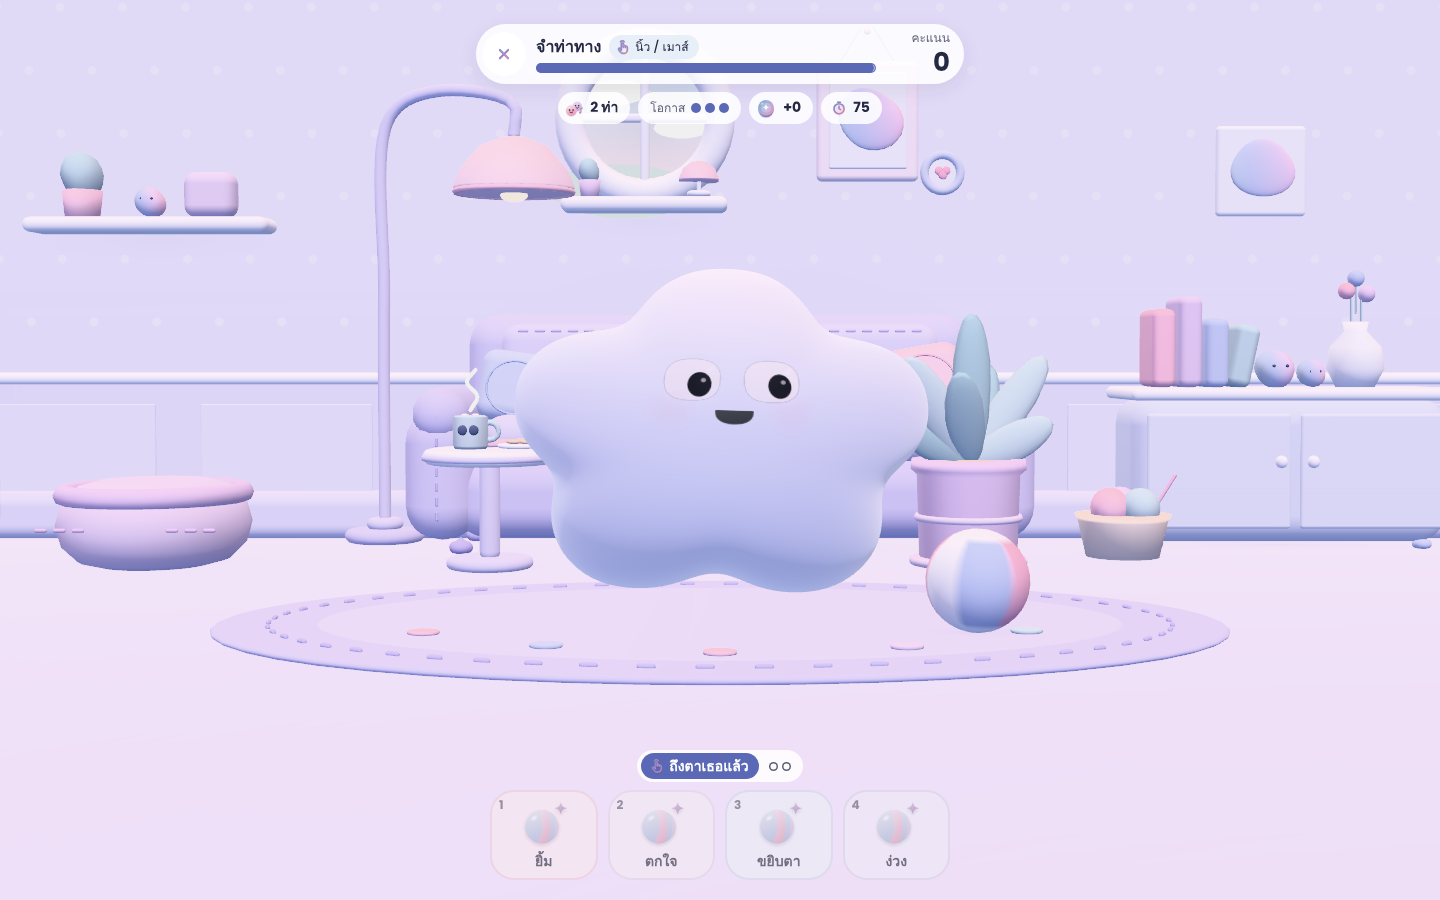 จำท่าทาง
นิ้ว / เมาส์
คะแนน
0
2 ท่า
โอกาส
+0
75
ถึงตาเธอแล้ว
1
ยิ้ม
2
ตกใจ
3
ขยิบตา
4
ง่วง